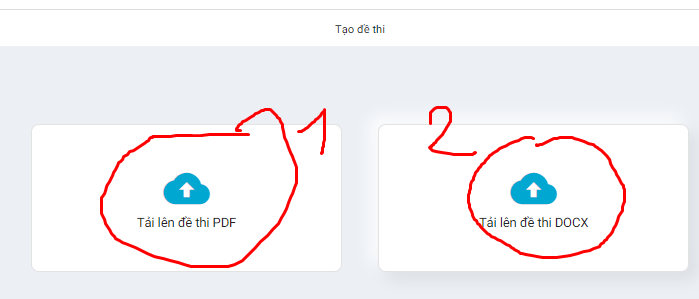 Tạo đề thi
1
2
Tải lên đề thi PDF
Tải lên đề thi DOCX